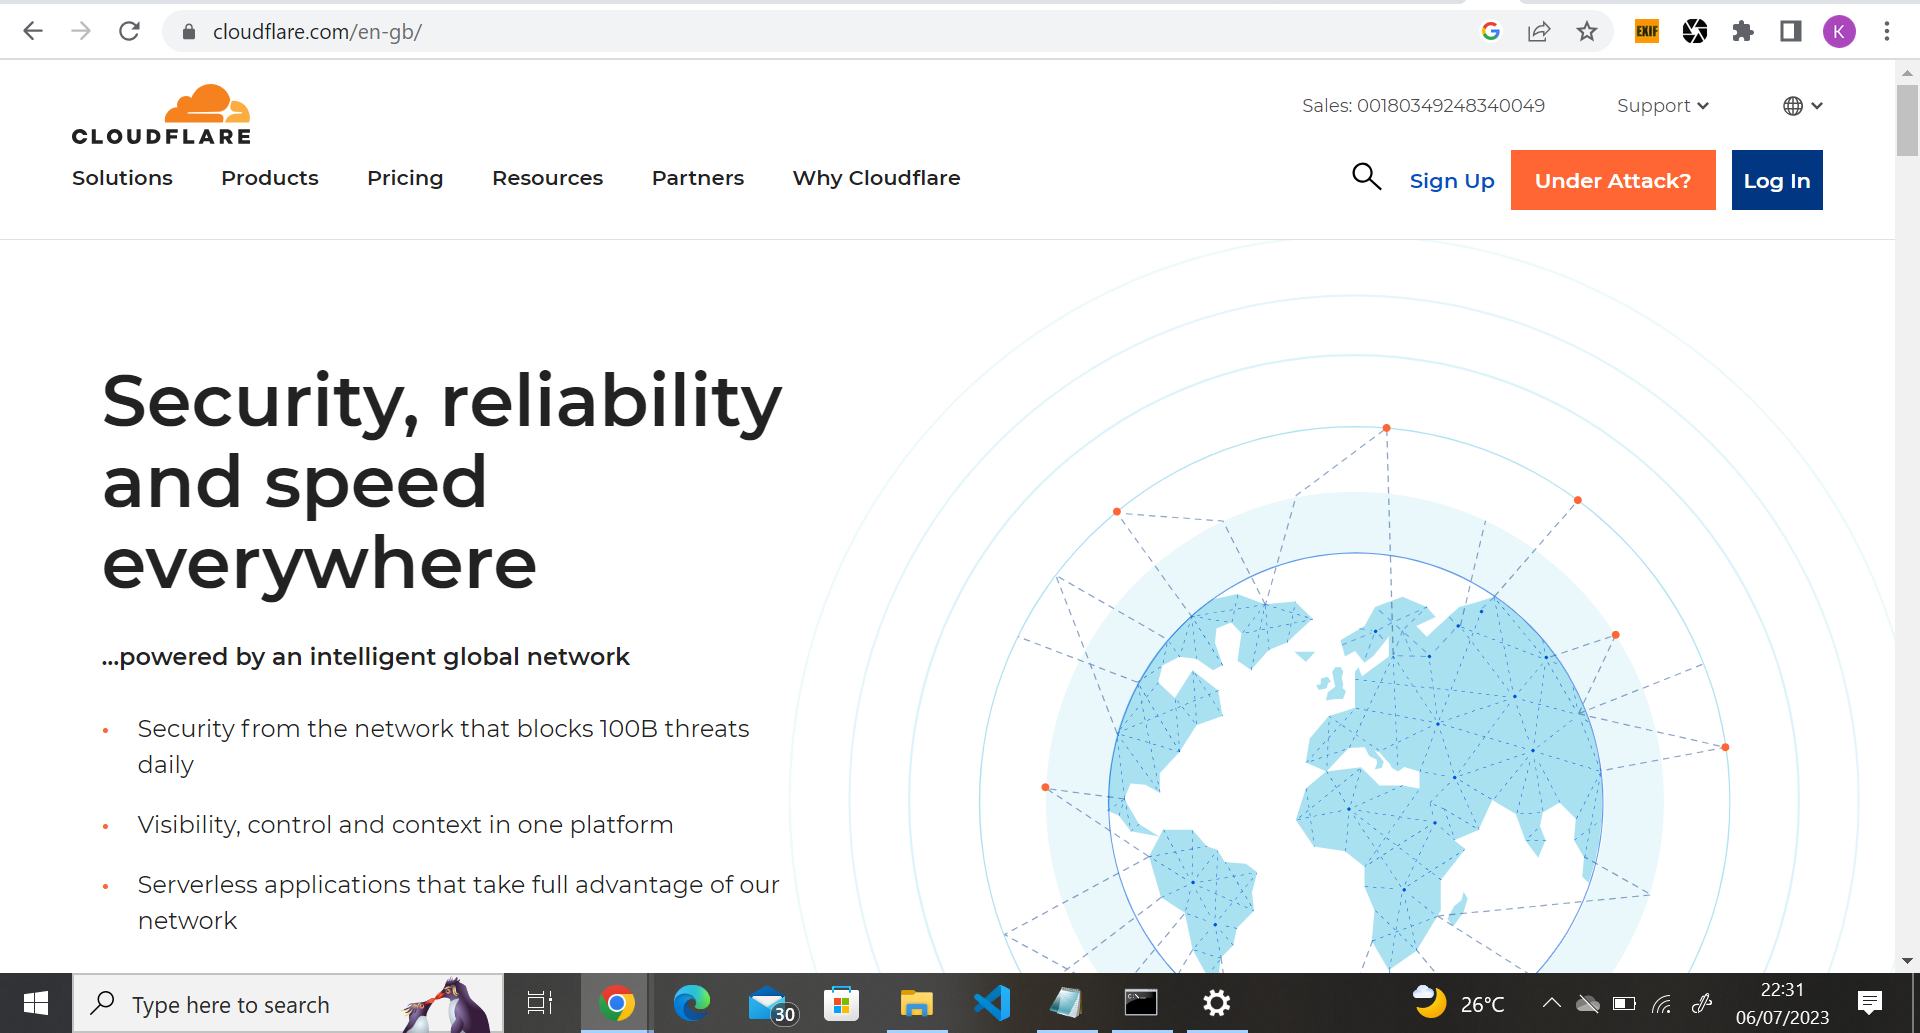 cloudflare.com/en-gb/
EXIF
K
CLOUDFLARE
Sales: 00180349248340049
Support
Solutions
Products
Pricing
Resources
Partners
Why Cloudflare
Sign Up
Under Attack?
Log In
Security, reliability
and speed
everywhere
...powered by an intelligent global network
• Security from the network that blocks 100B threats
daily
• Visibility, control and context in one platform
• Serverless applications that take full advantage of our
network
Type here to search
30
26°C
22:31
06/07/2023